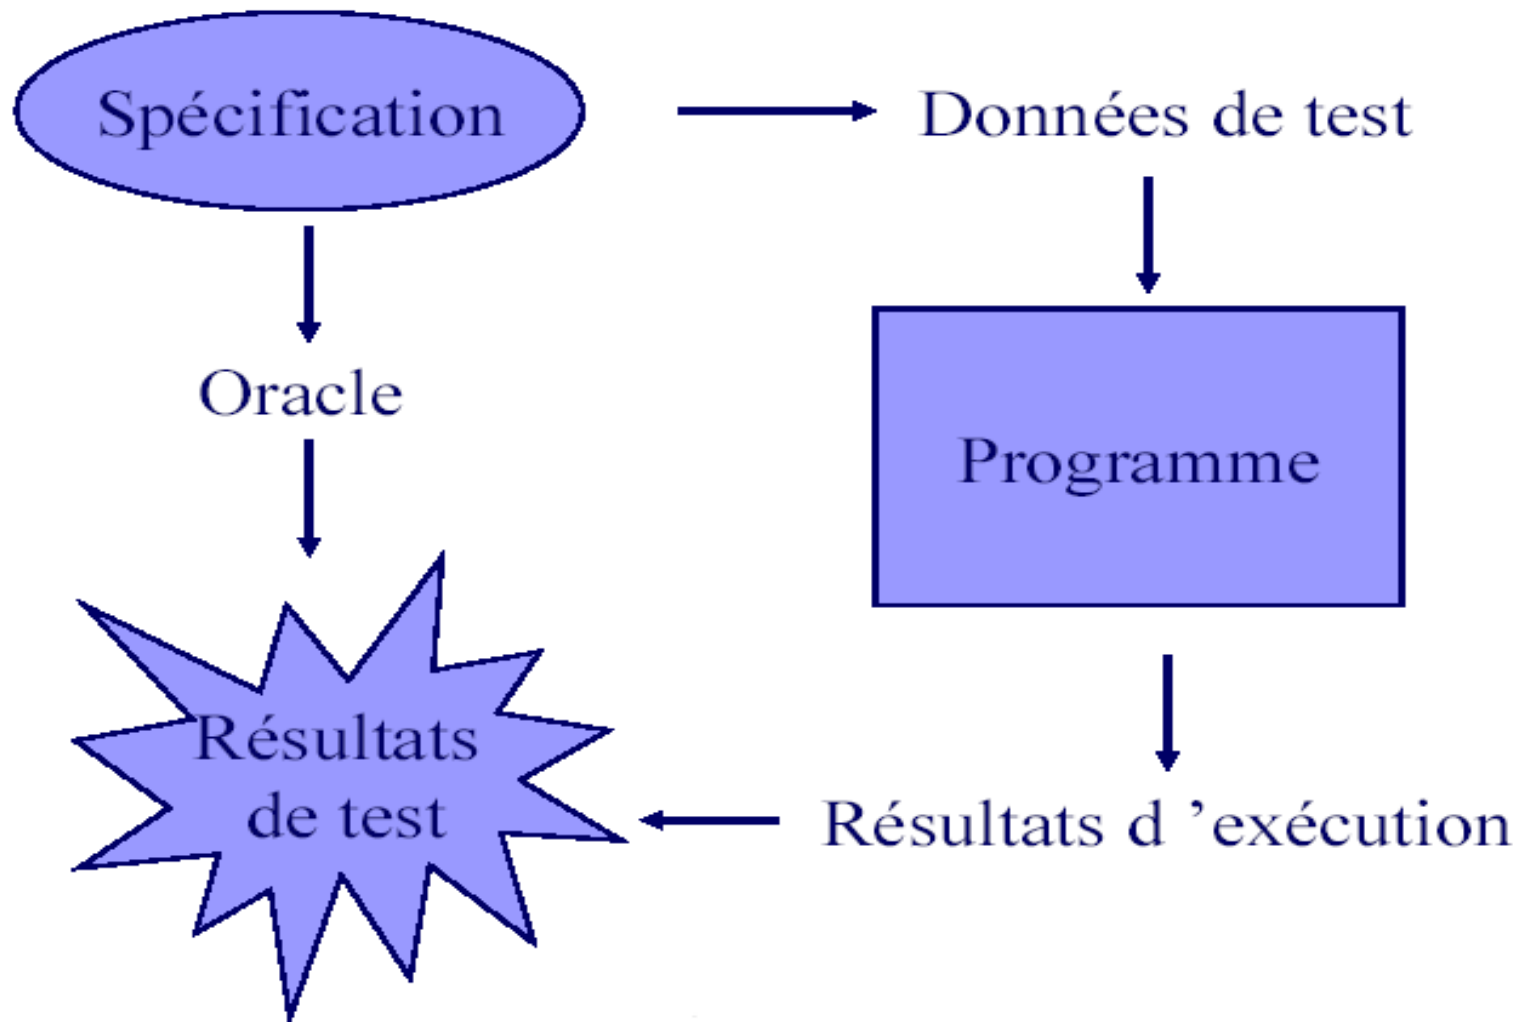 Spécification
Données de test
Oracle
Programme
Résultats
de test
Résultats d ’exécution